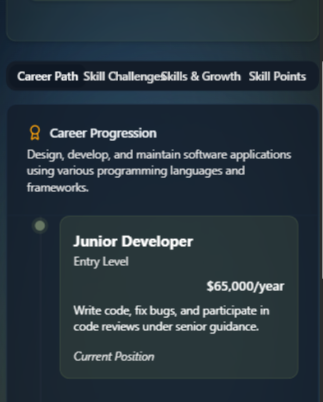 Career Path Skill Challenges Skills & Growth Skill Points
Career Progression
Design, develop, and maintain software applications
using various programming languages and
frameworks.
Junior Developer
Entry Level
$65,000/year
Write code, fix bugs, and participate in
code reviews under senior guidance.
Current Position